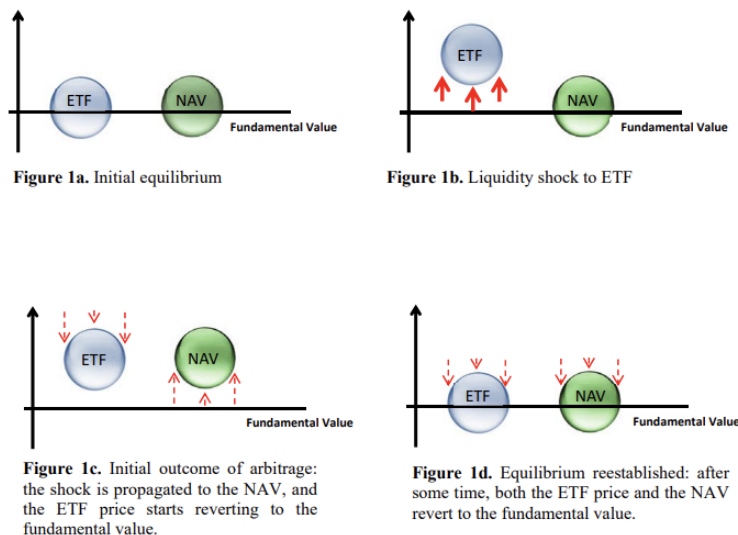 ETF
NAV
Fundamental Value
Figure 1a. Initial equilibrium
ETF
NAV
Fundamental Value
Figure 1b. Liquidity shock to ETF
ETF
NAV
Fundamental Value
Figure 1c. Initial outcome of arbitrage:
the shock is propagated to the NAV, and
the ETF price starts reverting to the
fundamental value.
ETF
NAV
Fundamental Value
Figure 1d. Equilibrium reestablished: after
some time, both the ETF price and the NAV
revert to the fundamental value.